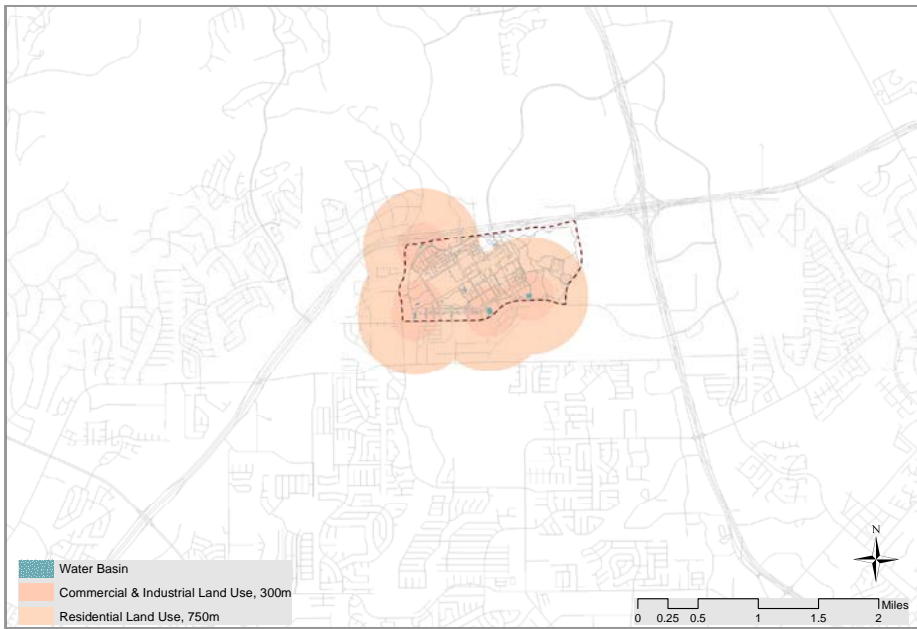 N
Water Basin
Commercial & Industrial Land Use, 300m
Residential Land Use, 750m
Miles
0 0.25 0.5 1 1.5 2